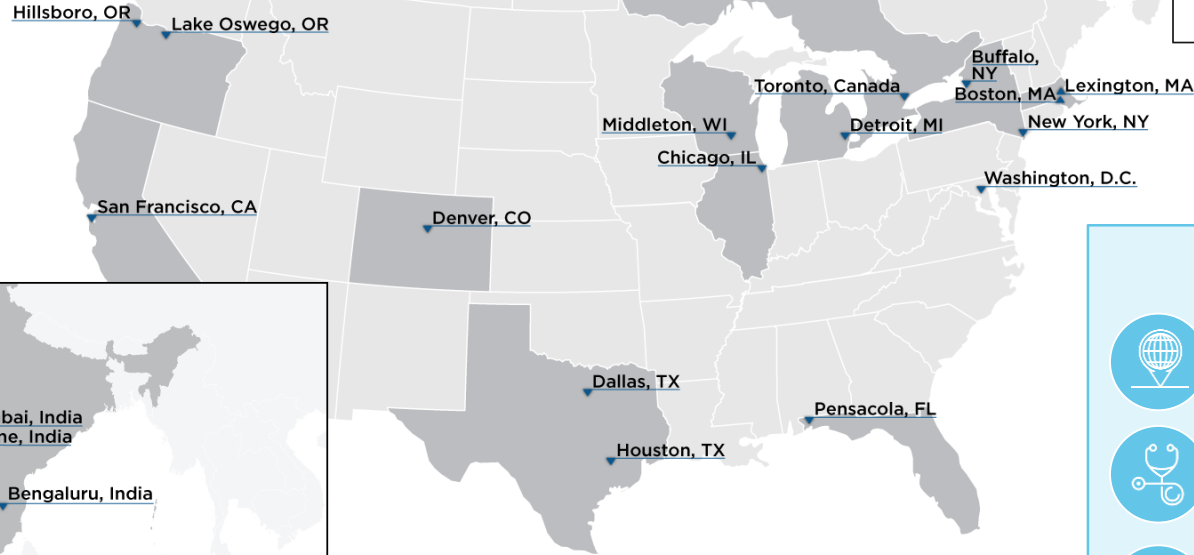 Hillsboro, OR
Lake Oswego, OR
Buffalo,
NY
Toronto, Canada
Boston, MA
Lexington, MA
Middleton, WI
Detroit, MI
New York, NY
Chicago, IL
Washington, D.C.
San Francisco, CA
Denver, CO
Dallas, TX
Pensacola, FL
bai, India
ne, India
Houston, TX
Bengaluru, India